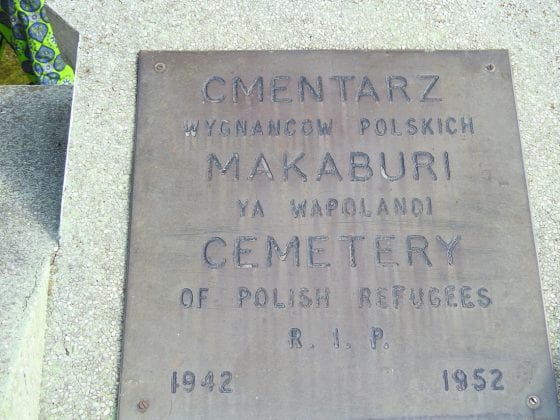 CMENTARZ
WYGNANCOW POLSKICH
MAKABURI
YA WAPOLANDI
CEMETERY
OF POLISH REFUGEES
R. I. P.
1942 1952